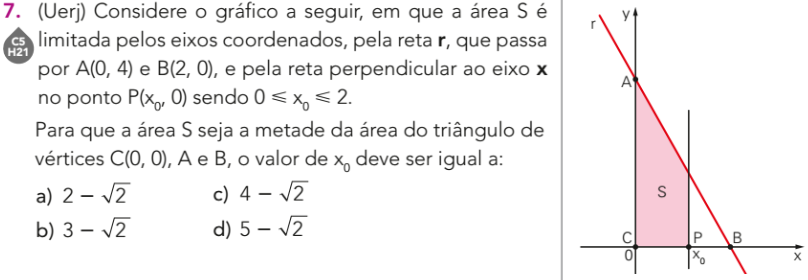 7. (Uerj) Considere o gráfico a seguir, em que a área S é
C5
H21
limitada pelos eixos coordenados, pela reta r, que passa
por A(0, 4) e B(2, 0), e pela reta perpendicular ao eixo x
no ponto P(x₀, 0) sendo 0 ⩽ x₀ ⩽ 2.
Para que a área S seja a metade da área do triângulo de
vértices C(0, 0), A e B, o valor de x₀ deve ser igual a:
a) 2 − √2 c) 4 − √2
b) 3 − √2 d) 5 − √2
r y
A
S
C P B
0 x₀ x